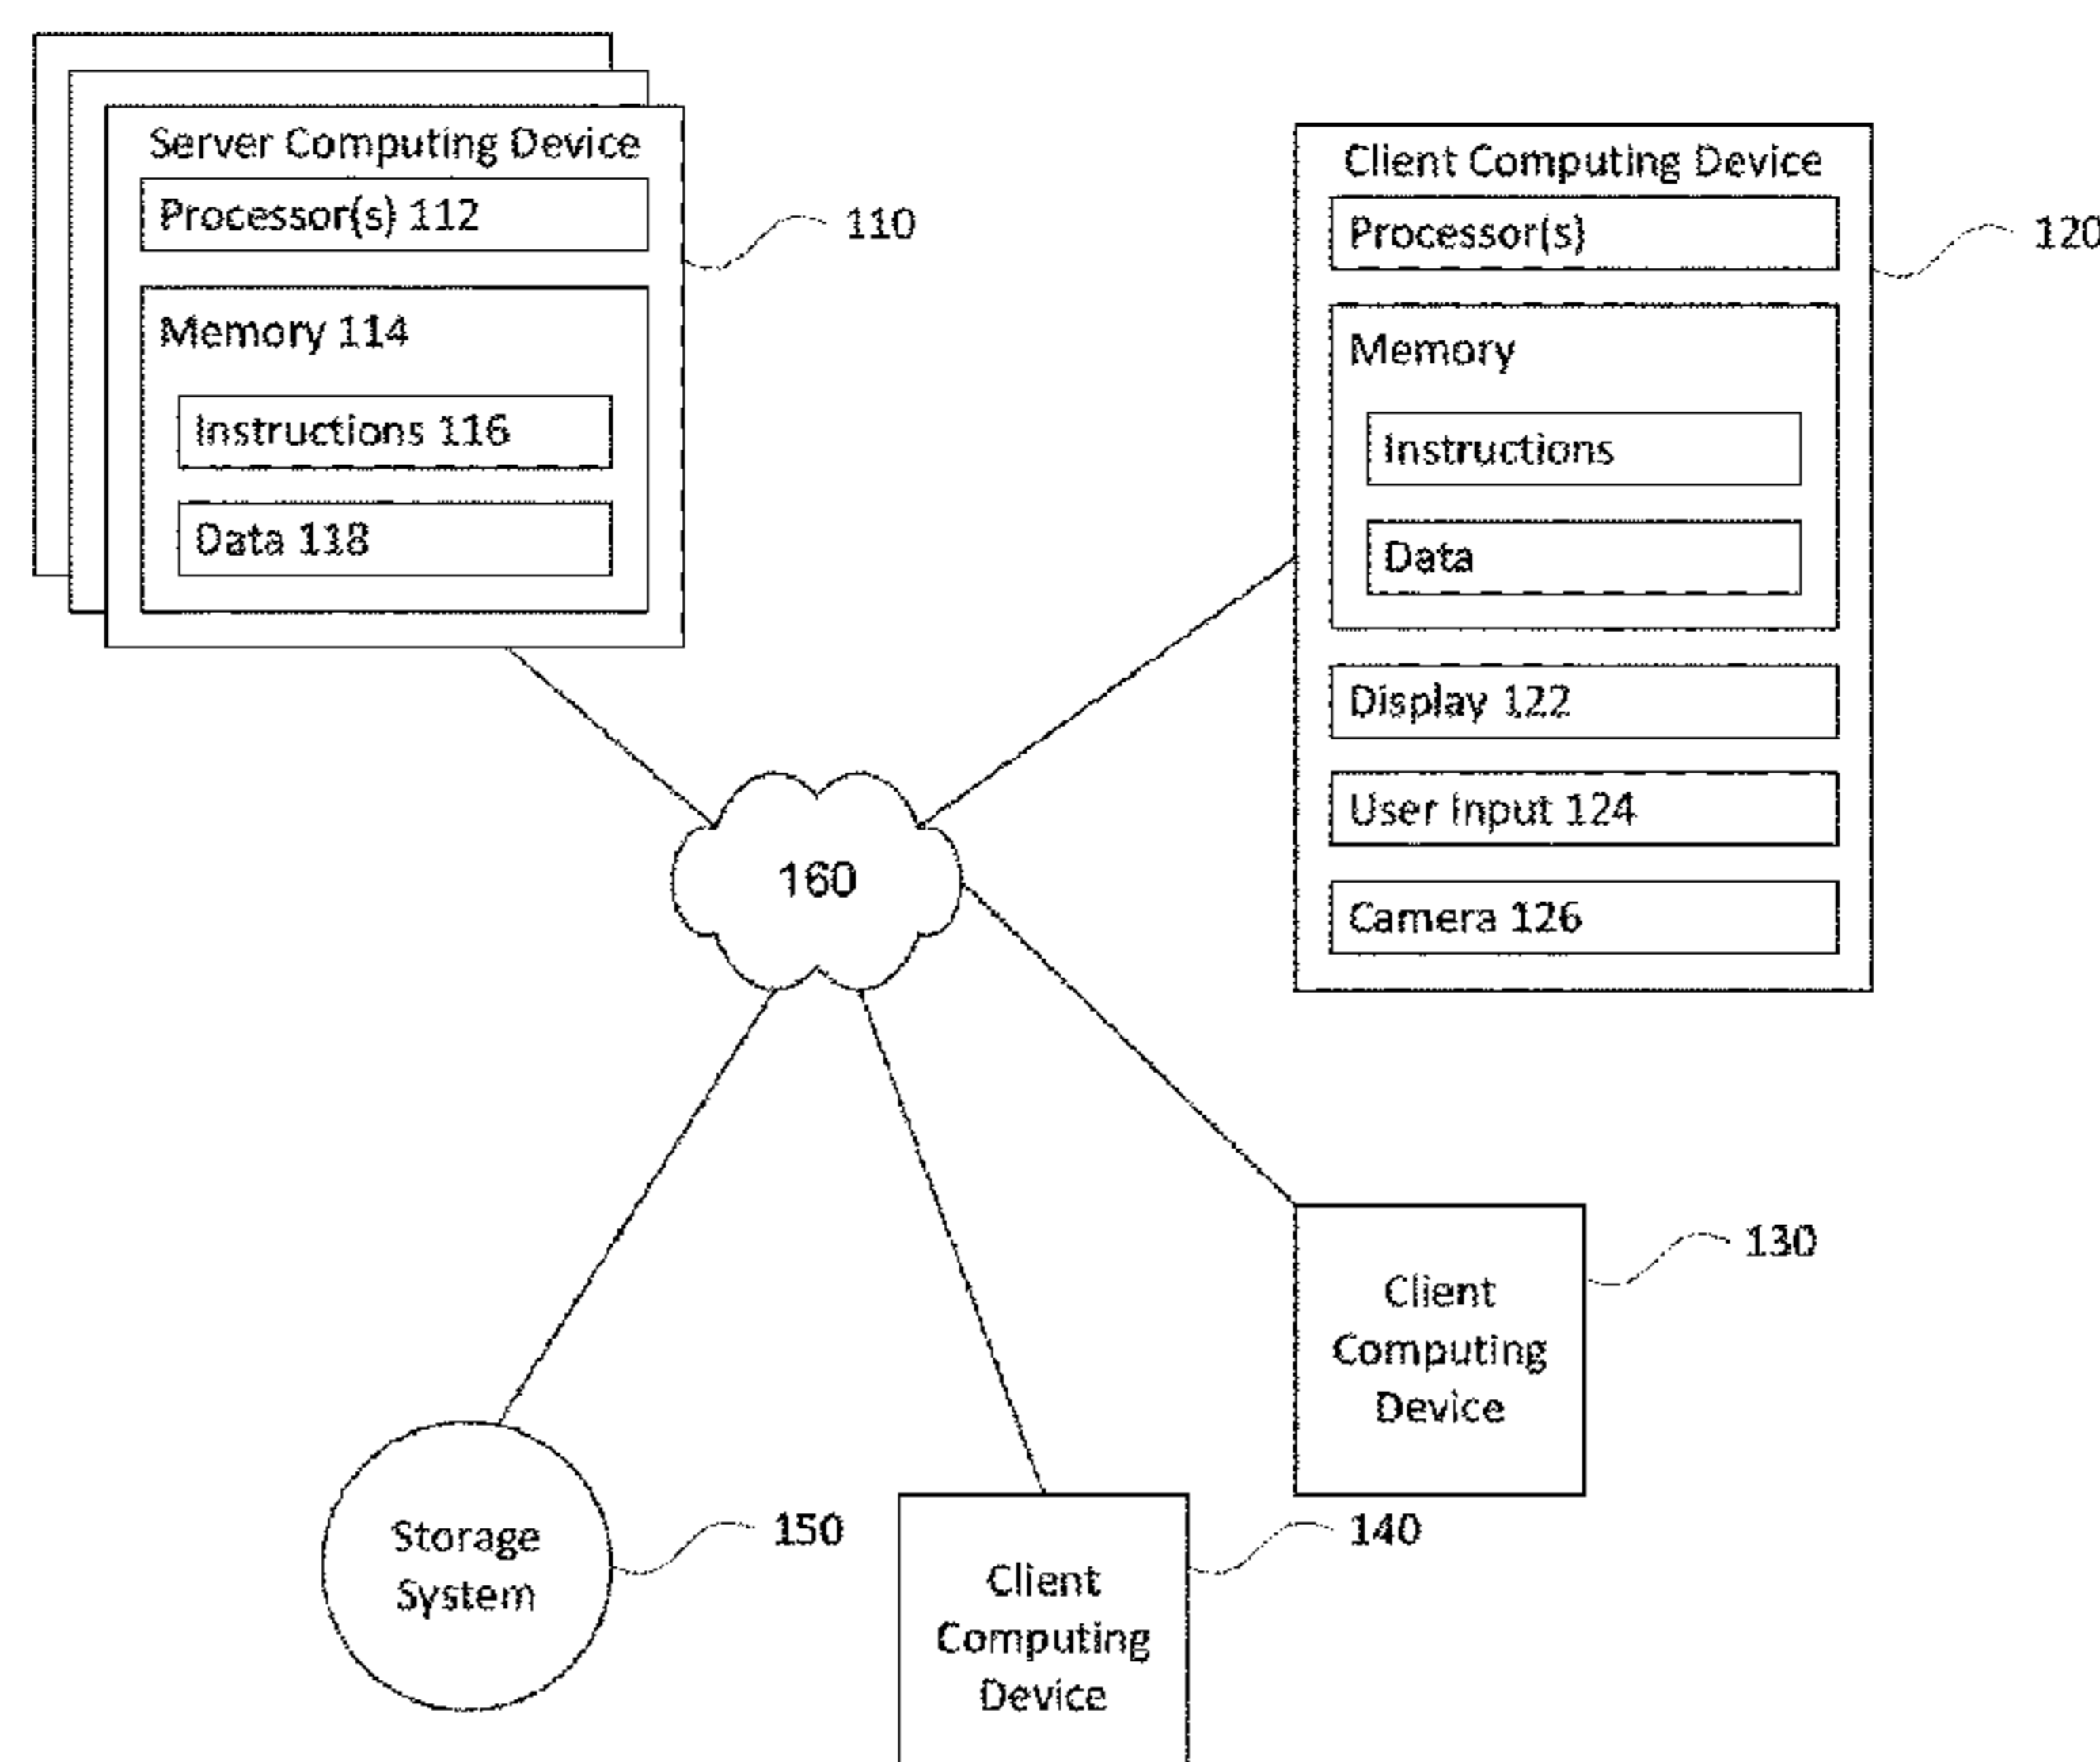 Server Computing Device
Processor(s) 112
110
Memory 114
Instructions 116
Data 118
Client Computing Device
Processor(s)
120
Memory
Instructions
Data
Display 122
User Input 124
Camera 126
160
130
Client
Computing
Device
Storage
System
150
140
Client
Computing
Device